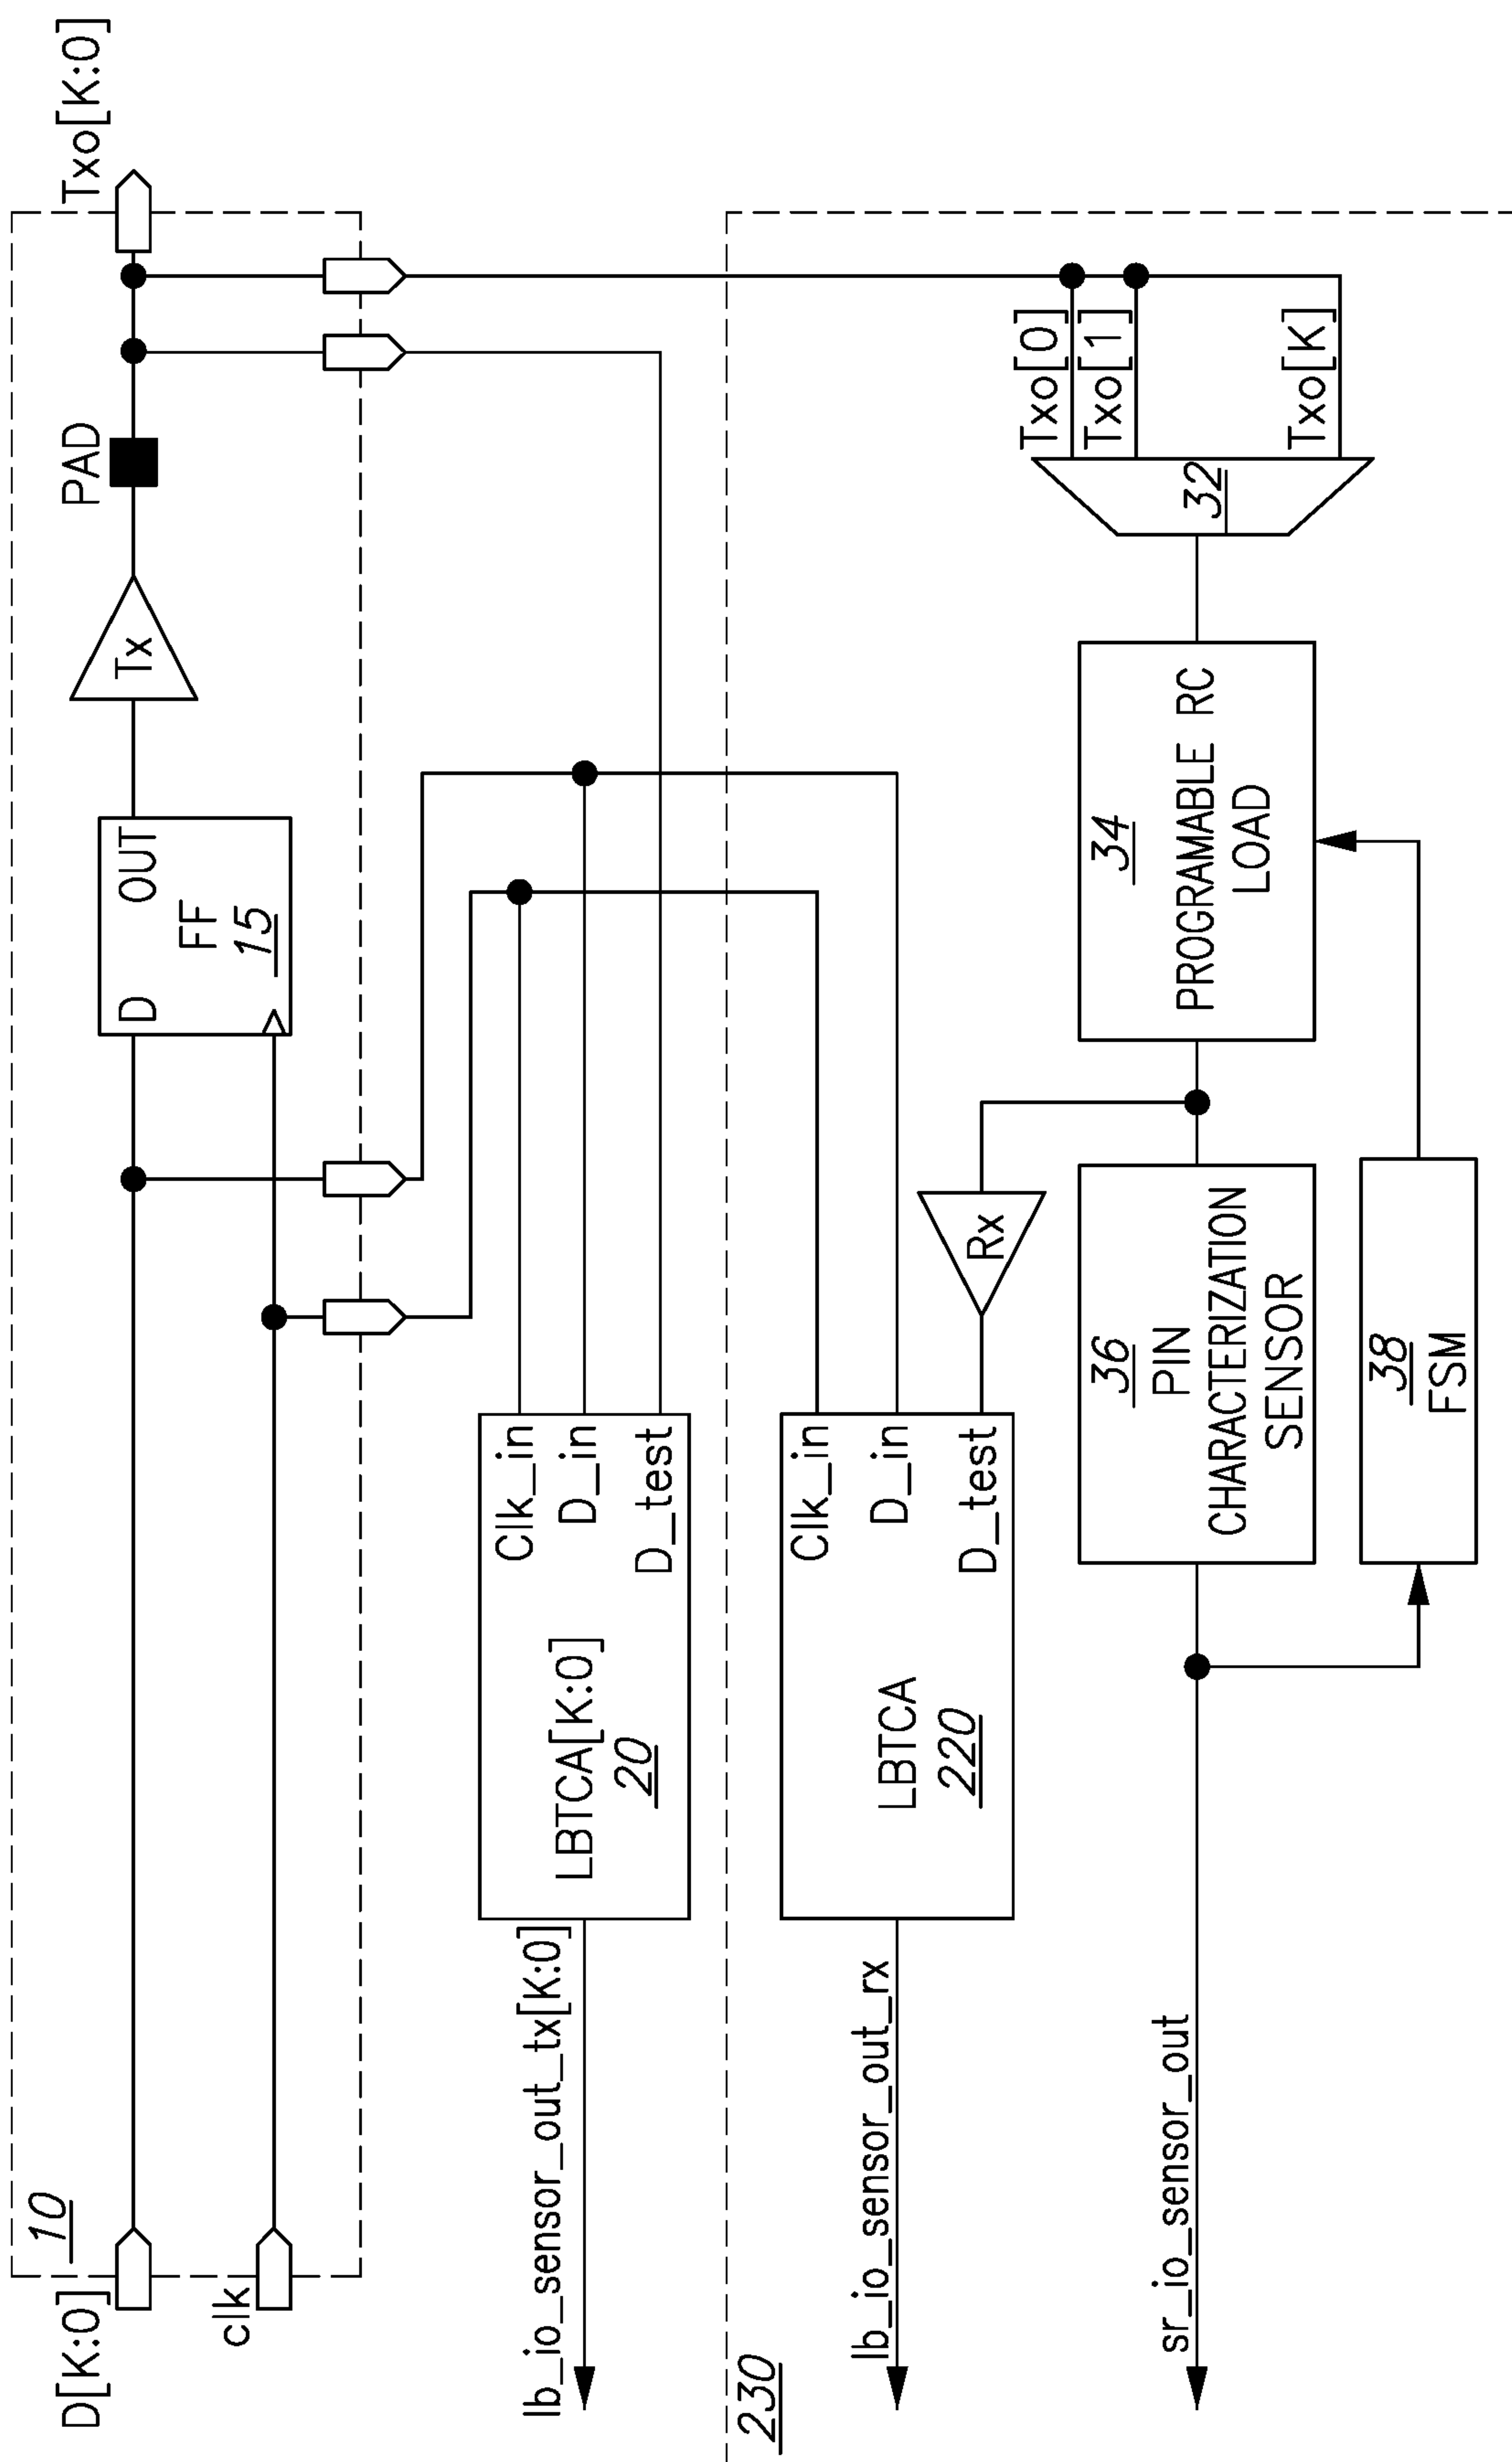 10
D[K:0]
clk
D
OUT
FF
15
Tx
PAD
Txo[K:0]
lb_io_sensor_out_tx[K:0]
LBTCA[K:0]
20
Clk_in
D_in
D_test
230
lb_io_sensor_out_rx
LBTCA
220
Clk_in
D_in
D_test
Rx
sr_io_sensor_out
36
PIN
CHARACTERIZATION
SENSOR
34
PROGRAMABLE RC
LOAD
32
Txo[0]
Txo[1]
Txo[K]
38
FSM